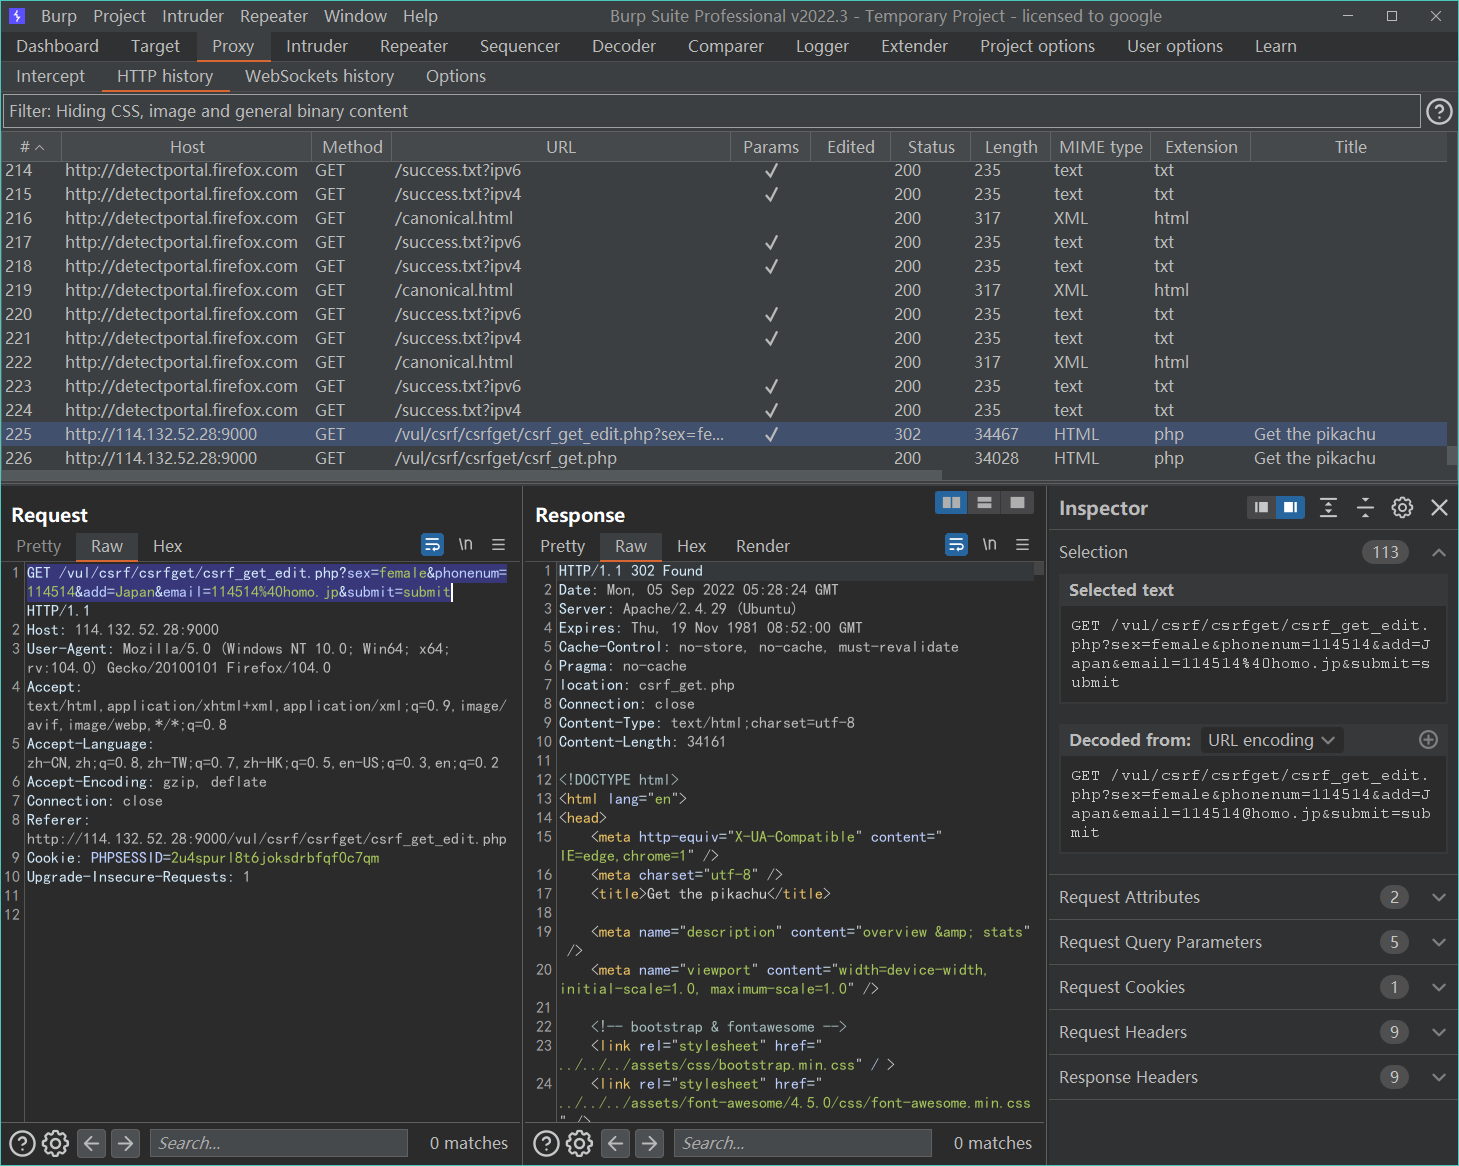 Burp Project Intruder Repeater Window Help Burp Suite Professional v2022.3 - Temporary Project - licensed to google
Dashboard Target Proxy Intruder Repeater Sequencer Decoder Comparer Logger Extender Project options User options Learn
Intercept HTTP history WebSockets history Options
Filter: Hiding CSS, image and general binary content
# Host Method URL Params Edited Status Length MIME type Extension Title
214 http://detectportal.firefox.com GET /success.txt?ipv6 ✓ 200 235 text txt
215 http://detectportal.firefox.com GET /success.txt?ipv4 ✓ 200 235 text txt
216 http://detectportal.firefox.com GET /canonical.html 200 317 XML html
217 http://detectportal.firefox.com GET /success.txt?ipv6 ✓ 200 235 text txt
218 http://detectportal.firefox.com GET /success.txt?ipv4 ✓ 200 235 text txt
219 http://detectportal.firefox.com GET /canonical.html 200 317 XML html
220 http://detectportal.firefox.com GET /success.txt?ipv6 ✓ 200 235 text txt
221 http://detectportal.firefox.com GET /success.txt?ipv4 ✓ 200 235 text txt
222 http://detectportal.firefox.com GET /canonical.html 200 317 XML html
223 http://detectportal.firefox.com GET /success.txt?ipv6 ✓ 200 235 text txt
224 http://detectportal.firefox.com GET /success.txt?ipv4 ✓ 200 235 text txt
225 http://114.132.52.28:9000 GET /vul/csrf/csrfget/csrf_get_edit.php?sex=fe... ✓ 302 34467 HTML php Get the pikachu
226 http://114.132.52.28:9000 GET /vul/csrf/csrfget/csrf_get.php 200 34028 HTML php Get the pikachu
Request
Pretty Raw Hex \n
1 GET /vul/csrf/csrfget/csrf_get_edit.php?sex=female&phonenum=
114514&add=Japan&email=114514%40homo.jp&submit=submit
HTTP/1.1
2 Host: 114.132.52.28:9000
3 User-Agent: Mozilla/5.0 (Windows NT 10.0; Win64; x64;
rv:104.0) Gecko/20100101 Firefox/104.0
4 Accept:
text/html,application/xhtml+xml,application/xml;q=0.9,image/
avif,image/webp,*/*;q=0.8
5 Accept-Language:
zh-CN,zh;q=0.8,zh-TW;q=0.7,zh-HK;q=0.5,en-US;q=0.3,en;q=0.2
6 Accept-Encoding: gzip, deflate
7 Connection: close
8 Referer:
http://114.132.52.28:9000/vul/csrf/csrfget/csrf_get_edit.php
9 Cookie: PHPSESSID=2u4spurl8t6joksdrbfqf0c7qm
10 Upgrade-Insecure-Requests: 1
11
12
Search... 0 matches
Response
Pretty Raw Hex Render \n
1 HTTP/1.1 302 Found
2 Date: Mon, 05 Sep 2022 05:28:24 GMT
3 Server: Apache/2.4.29 (Ubuntu)
4 Expires: Thu, 19 Nov 1981 08:52:00 GMT
5 Cache-Control: no-store, no-cache, must-revalidate
6 Pragma: no-cache
7 location: csrf_get.php
8 Connection: close
9 Content-Type: text/html;charset=utf-8
10 Content-Length: 34161
11
12 <!DOCTYPE html>
13 <html lang="en">
14 <head>
15 <meta http-equiv="X-UA-Compatible" content="
IE=edge,chrome=1" />
16 <meta charset="utf-8" />
17 <title>Get the pikachu</title>
18
19 <meta name="description" content="overview &amp; stats"
/>
20 <meta name="viewport" content="width=device-width,
initial-scale=1.0, maximum-scale=1.0" />
21
22 <!-- bootstrap & fontawesome -->
23 <link rel="stylesheet" href="
../../../assets/css/bootstrap.min.css" / >
24 <link rel="stylesheet" href="
../../../assets/font-awesome/4.5.0/css/font-awesome.min.css
" />
Search... 0 matches
Inspector
Selection 113
Selected text
GET /vul/csrf/csrfget/csrf_get_edit.
php?sex=female&phonenum=114514&add=J
apan&email=114514%40homo.jp&submit=s
ubmit
Decoded from: URL encoding
GET /vul/csrf/csrfget/csrf_get_edit.
php?sex=female&phonenum=114514&add=J
apan&email=114514@homo.jp&submit=sub
mit
Request Attributes 2
Request Query Parameters 5
Request Cookies 1
Request Headers 9
Response Headers 9